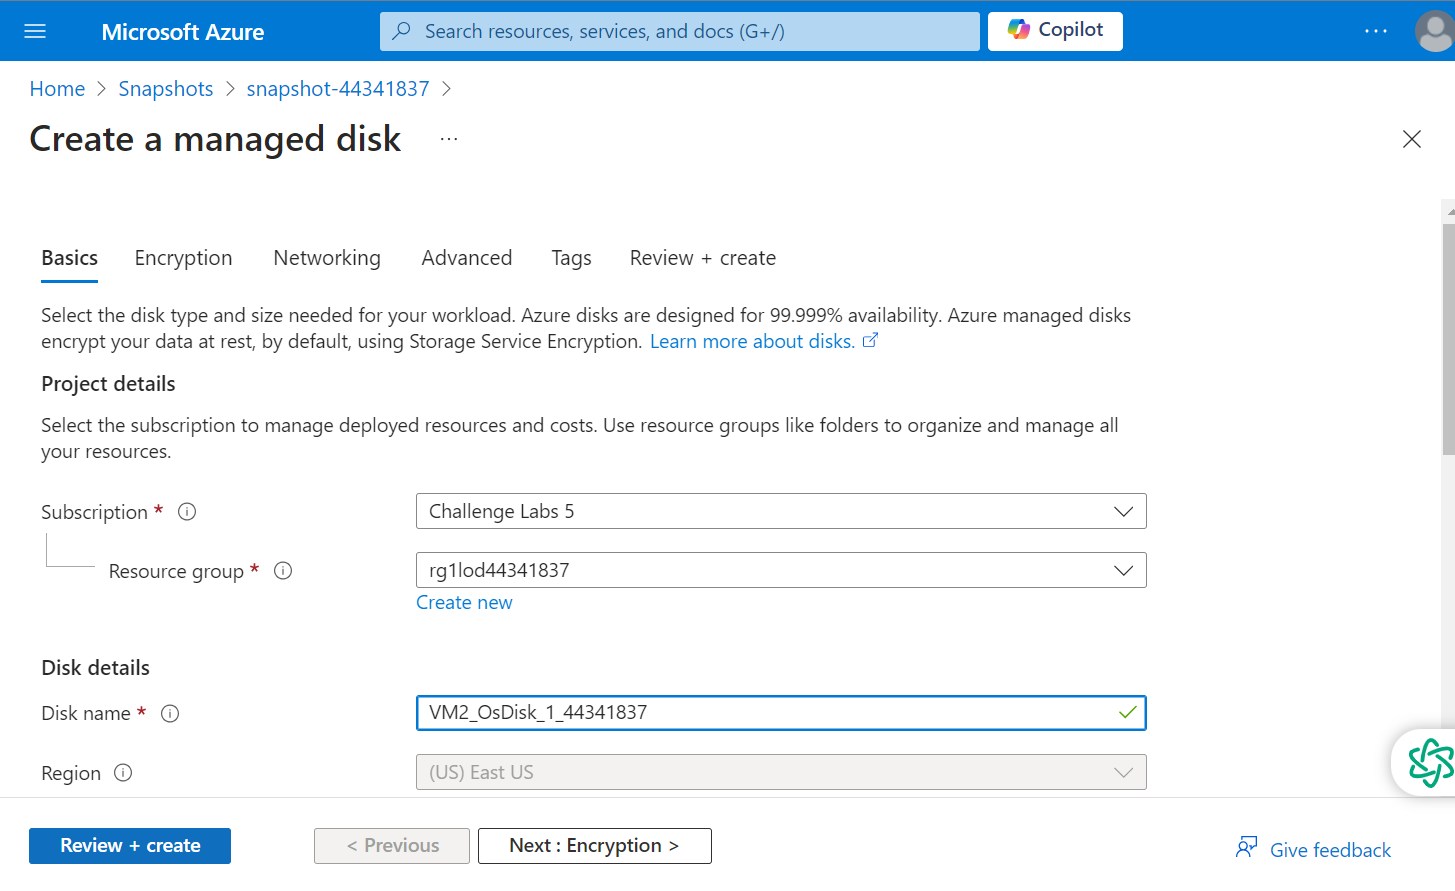 Microsoft Azure
Search resources, services, and docs (G+/)
Copilot
Home > Snapshots > snapshot-44341837 >
Create a managed disk ...
Basics Encryption Networking Advanced Tags Review + create
Select the disk type and size needed for your workload. Azure disks are designed for 99.999% availability. Azure managed disks
encrypt your data at rest, by default, using Storage Service Encryption. Learn more about disks.
Project details
Select the subscription to manage deployed resources and costs. Use resource groups like folders to organize and manage all
your resources.
Subscription *
Challenge Labs 5
Resource group *
rg1lod44341837
Create new
Disk details
Disk name *
VM2_OsDisk_1_44341837
Region
(US) East US
Review + create
< Previous
Next : Encryption >
Give feedback